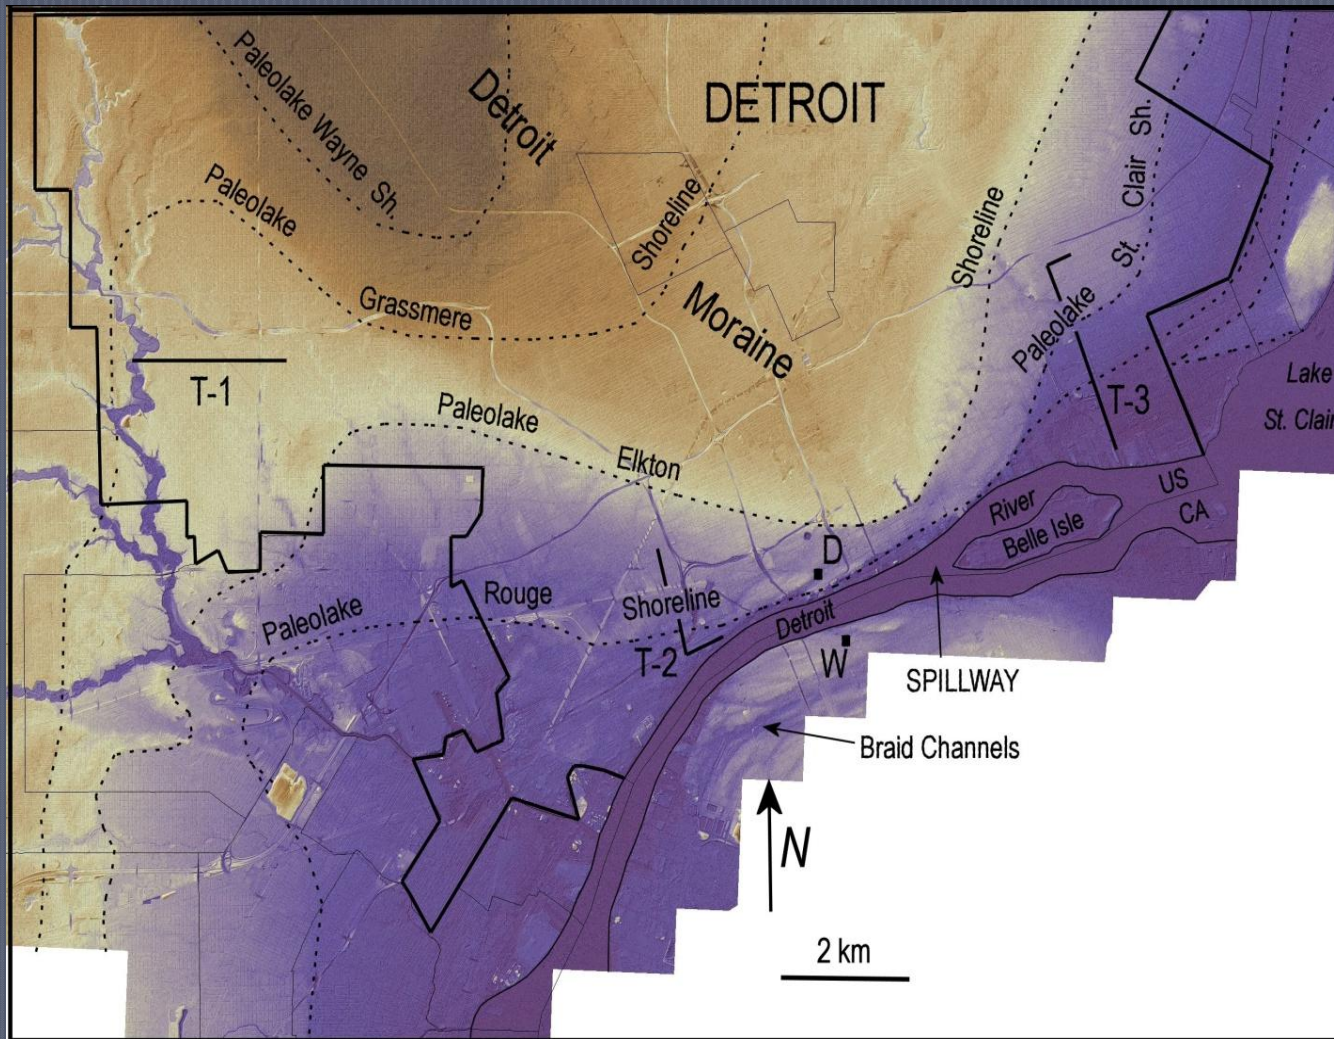 Paleolake Wayne Sh.
Detroit
DETROIT
Moraine
Paleolake
Grassmere
Shoreline
Paleolake
Elkton
Shoreline
Paleolake
St.
Clair
Sh.
T-1
T-3
Lake
St. Clair
US
CA
River
Belle Isle
D
Paleolake
Rouge
Shoreline
Detroit
T-2
W
SPILLWAY
Braid Channels
N
2 km